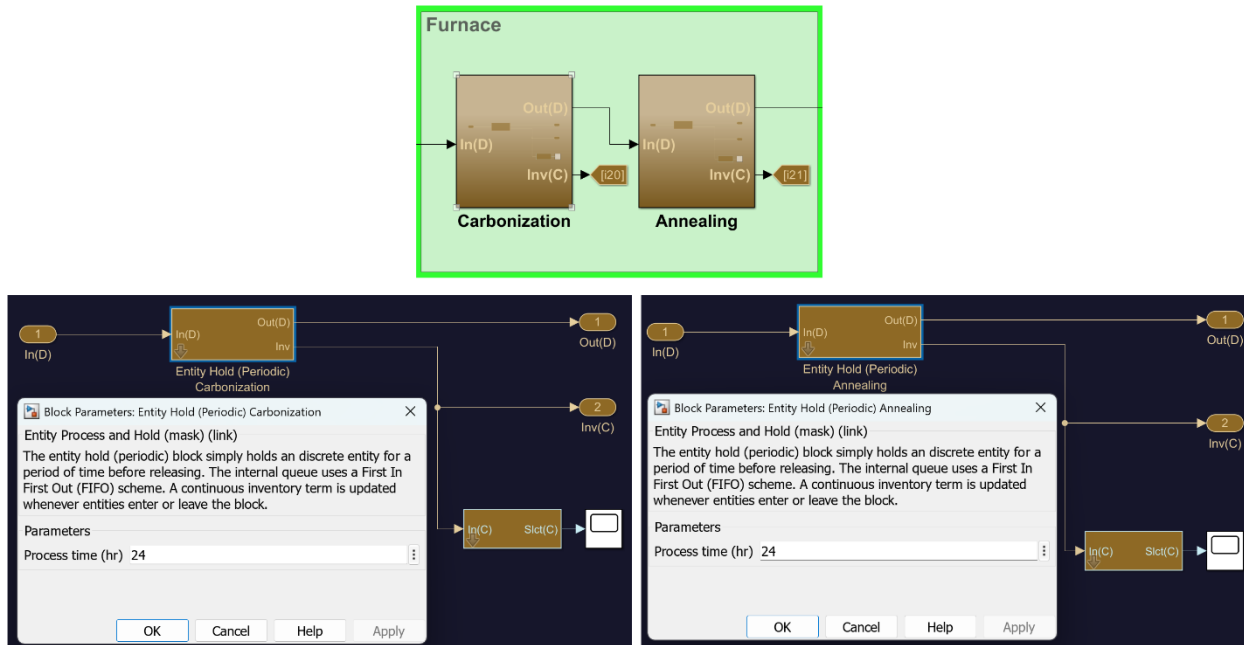 Furnace
Out(D)
In(D)
Inv(C)
[i20]
Carbonization
Out(D)
In(D)
Inv(C)
[i21]
Annealing
1
In(D)
In(D)
Out(D)
Inv
Entity Hold (Periodic)
Carbonization
1
Out(D)
2
Inv(C)
In(C)
Slct(C)
Block Parameters: Entity Hold (Periodic) Carbonization
Entity Process and Hold (mask) (link)
The entity hold (periodic) block simply holds an discrete entity for a
period of time before releasing. The internal queue uses a First In
First Out (FIFO) scheme. A continuous inventory term is updated
whenever entities enter or leave the block.
Parameters
Process time (hr) 24
OK Cancel Help Apply
1
In(D)
In(D)
Out(D)
Inv
Entity Hold (Periodic)
Annealing
1
Out(D)
2
Inv(C)
In(C)
Slct(C)
Block Parameters: Entity Hold (Periodic) Annealing
Entity Process and Hold (mask) (link)
The entity hold (periodic) block simply holds an discrete entity for a
period of time before releasing. The internal queue uses a First In
First Out (FIFO) scheme. A continuous inventory term is updated
whenever entities enter or leave the block.
Parameters
Process time (hr) 24
OK Cancel Help Apply